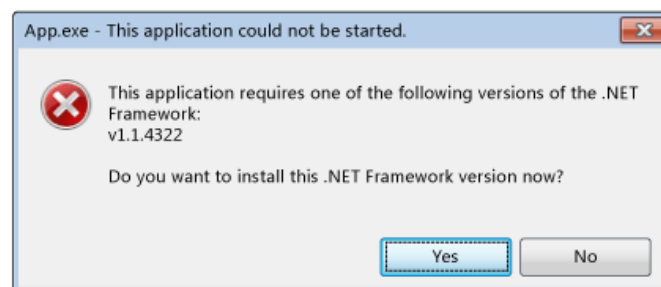 App.exe - This application could not be started.
This application requires one of the following versions of the .NET
Framework:
v1.1.4322
Do you want to install this .NET Framework version now?
Yes
No